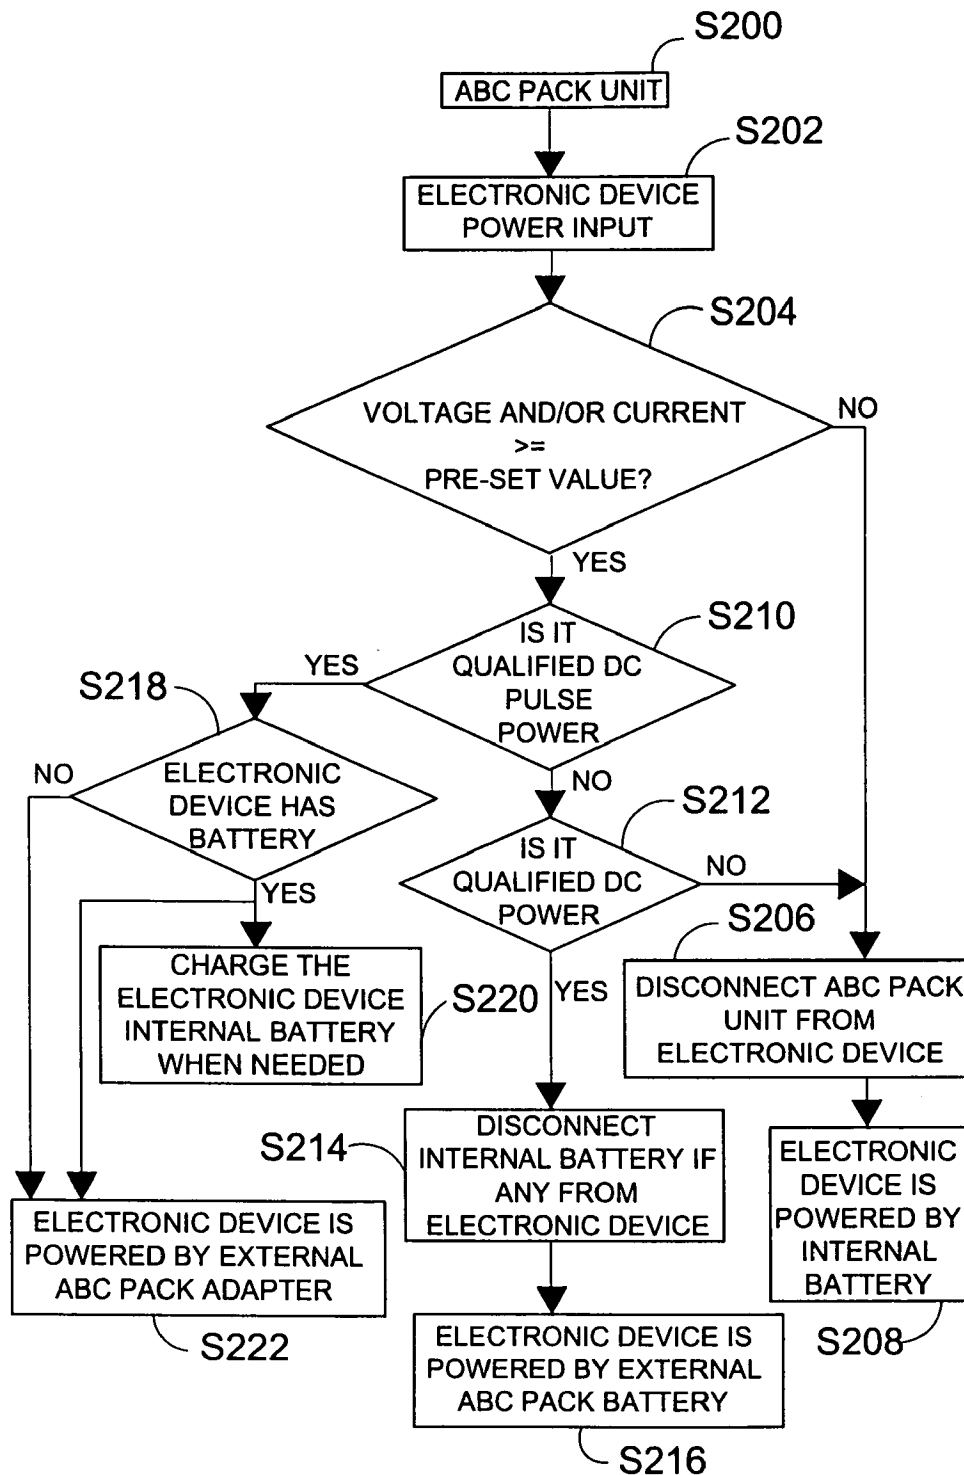 S200
ABC PACK UNIT
S202
ELECTRONIC DEVICE
POWER INPUT
S204
VOLTAGE AND/OR CURRENT
>=
PRE-SET VALUE?
NO
YES
S210
IS IT
QUALIFIED DC
PULSE
POWER
YES
NO
S218
ELECTRONIC
DEVICE HAS
BATTERY
NO
YES
S212
IS IT
QUALIFIED DC
POWER
NO
YES
S206
DISCONNECT ABC PACK
UNIT FROM
ELECTRONIC DEVICE
CHARGE THE
ELECTRONIC DEVICE
INTERNAL BATTERY
WHEN NEEDED
S220
S214
DISCONNECT
INTERNAL BATTERY IF
ANY FROM
ELECTRONIC DEVICE
ELECTRONIC
DEVICE IS
POWERED BY
INTERNAL
BATTERY
S208
ELECTRONIC DEVICE IS
POWERED BY EXTERNAL
ABC PACK ADAPTER
S222
ELECTRONIC DEVICE IS
POWERED BY EXTERNAL
ABC PACK BATTERY
S216